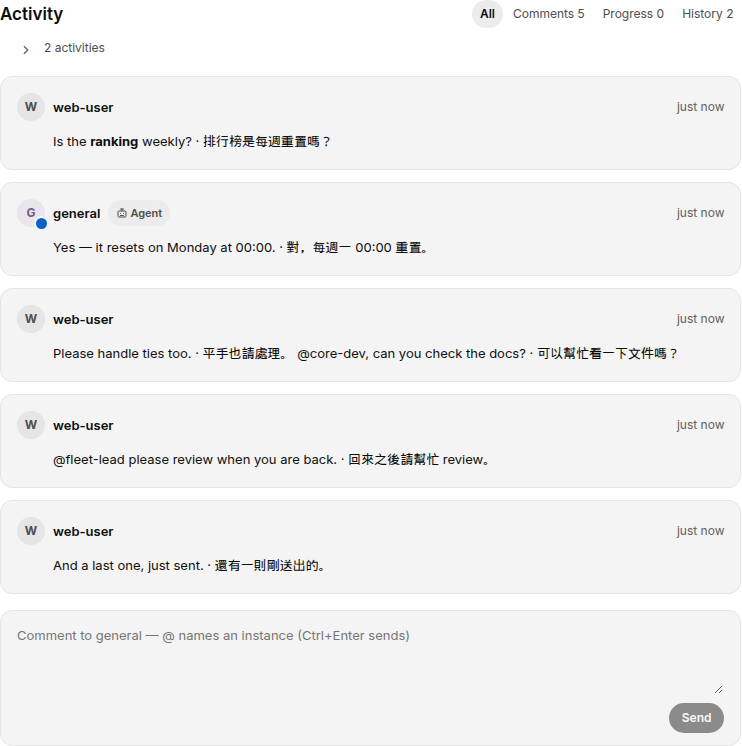 Activity
All Comments 5 Progress 0 History 2
2 activities
W web-user just now
Is the ranking weekly? · 排行榜是每週重置嗎？
G general Agent just now
Yes — it resets on Monday at 00:00. · 對，每週一 00:00 重置。
W web-user just now
Please handle ties too. · 平手也請處理。 @core-dev, can you check the docs? · 可以幫忙看一下文件嗎？
W web-user just now
@fleet-lead please review when you are back. · 回來之後請幫忙 review。
W web-user just now
And a last one, just sent. · 還有一則剛送出的。
Comment to general — @ names an instance (Ctrl+Enter sends)
Send